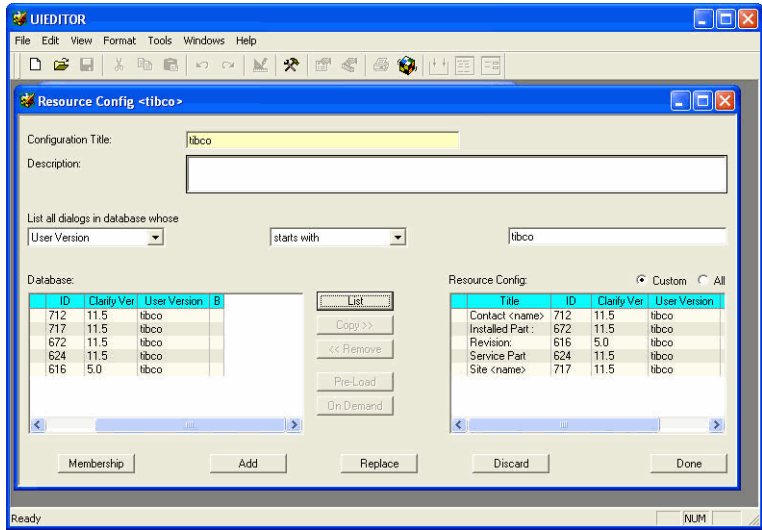 UIEDITOR
File Edit View Format Tools Windows Help
Resource Config <tibco>
Configuration Title: tibco
Description:
List all dialogs in database whose
User Version starts with tibco
Database: Resource Config: Custom All
ID Clarify Ver User Version B List Title ID Clarify Ver User Version
712 11.5 tibco Contact <name> 712 11.5 tibco
717 11.5 tibco Copy >> Installed Part : 672 11.5 tibco
672 11.5 tibco << Remove Revision: 616 5.0 tibco
624 11.5 tibco Service Part 624 11.5 tibco
616 5.0 tibco Site <name> 717 11.5 tibco
Pre-Load
On Demand
Membership Add Replace Discard Done
Ready NUM